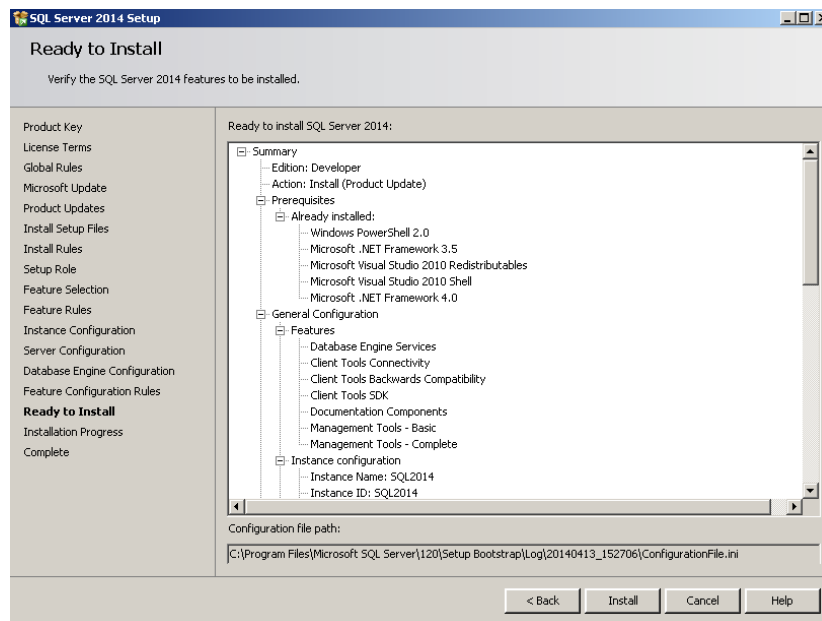 SQL Server 2014 Setup
Ready to Install
Verify the SQL Server 2014 features to be installed.
Product Key
License Terms
Global Rules
Microsoft Update
Product Updates
Install Setup Files
Install Rules
Setup Role
Feature Selection
Feature Rules
Instance Configuration
Server Configuration
Database Engine Configuration
Feature Configuration Rules
Ready to Install
Installation Progress
Complete
Ready to install SQL Server 2014:
Summary
Edition: Developer
Action: Install (Product Update)
Prerequisites
Already installed:
Windows PowerShell 2.0
Microsoft .NET Framework 3.5
Microsoft Visual Studio 2010 Redistributables
Microsoft Visual Studio 2010 Shell
Microsoft .NET Framework 4.0
General Configuration
Features
Database Engine Services
Client Tools Connectivity
Client Tools Backwards Compatibility
Client Tools SDK
Documentation Components
Management Tools - Basic
Management Tools - Complete
Instance configuration
Instance Name: SQL2014
Instance ID: SQL2014
Configuration file path:
C:\Program Files\Microsoft SQL Server\120\Setup Bootstrap\Log\20140413_152706\ConfigurationFile.ini
< Back
Install
Cancel
Help